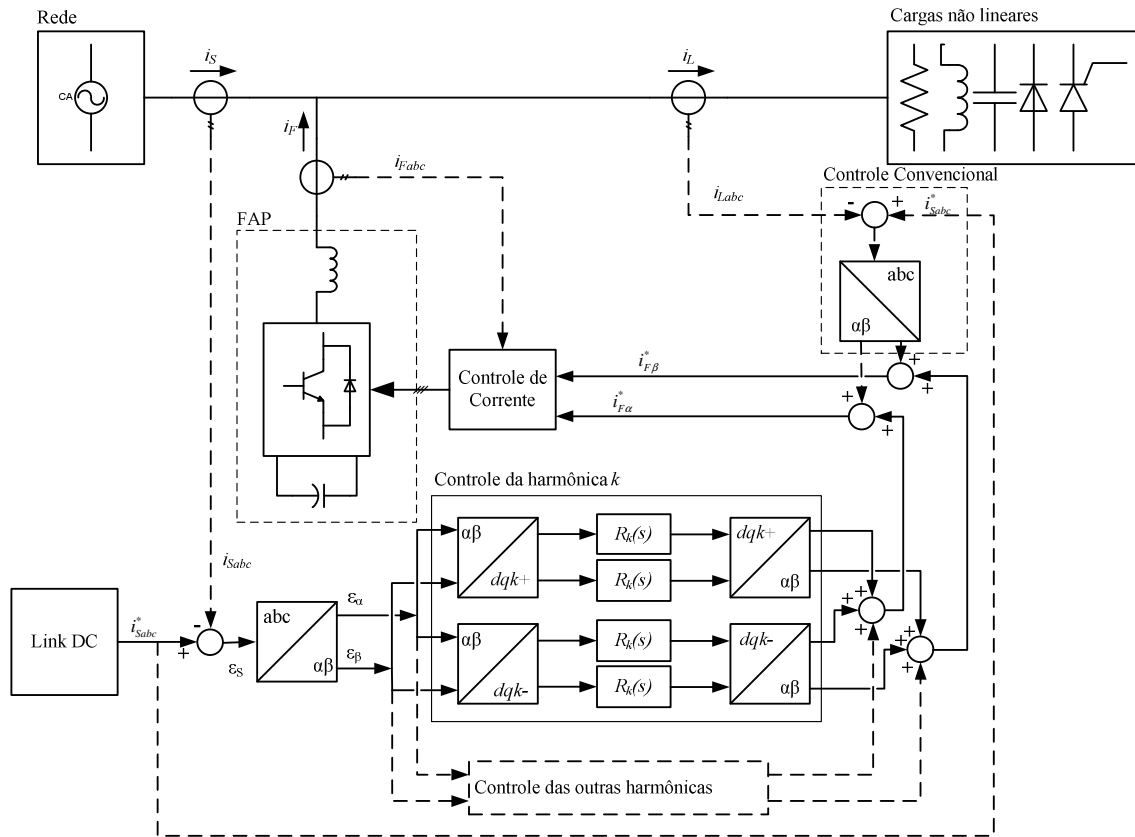 Rede
Cargas não lineares
CA
i_S
i_L
i_F
i_Fabc
Controle Convencional
i_Labc
- +
i*_Sabc
FAP
abc
αβ
Controle de
Corrente
i*_Fβ
+
+
i*_Fα
+
+
Controle da harmônica k
αβ
dqk+
R_k(s)
R_k(s)
dqk+
αβ
i_Sabc
Link DC
i*_Sabc
-
+
ε_S
abc
αβ
ε_α
ε_β
αβ
dqk-
R_k(s)
R_k(s)
dqk-
αβ
+
+
+
+
+
+
Controle das outras harmônicas